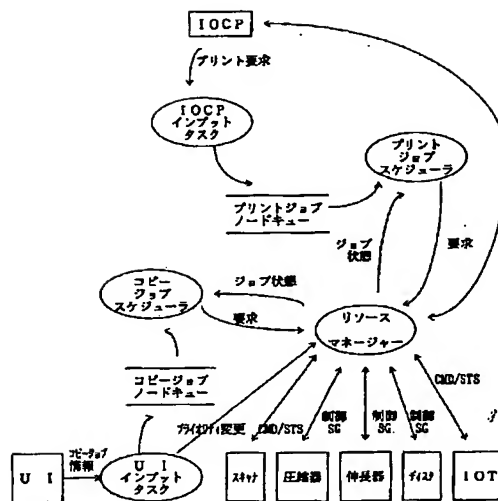 IOCP
プリント要求
IOCP
インプット
タスク
プリント
ジョブ
スケジューラ
プリントジョブ
ノードキュー
ジョブ
状態
要求
コピー
ジョブ
スケジューラ
ジョブ状態
要求
リソース
マネージャー
コピージョブ
ノードキュー
プライオリティ変更
CMD/STS
制御
SG
制御
SG.
制御
SG
CMD/STS
3
UI
コピージョブ
情報
UI
インプット
タスク
スキャナ
圧縮器
伸長器
ディスク
IOT